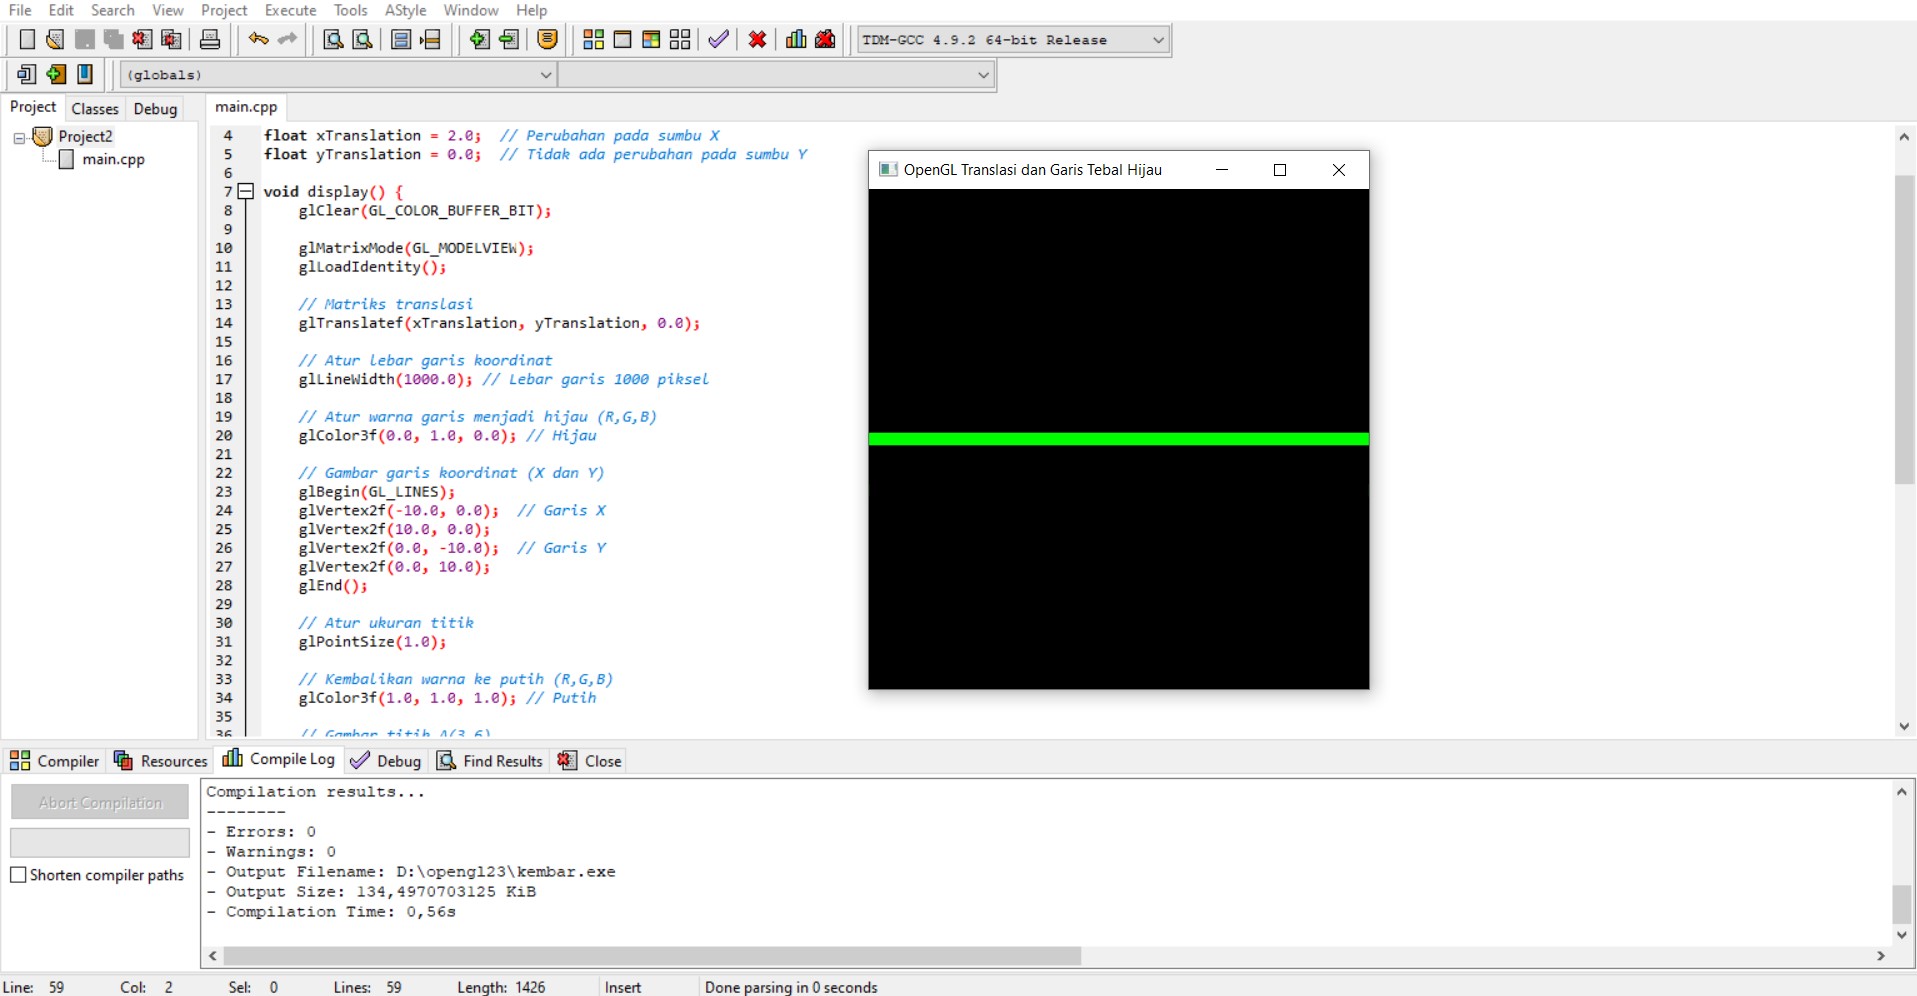 File Edit Search View Project Execute Tools AStyle Window Help
TDM-GCC 4.9.2 64-bit Release
(globals)
Project Classes Debug
main.cpp
Project2
main.cpp
4 float xTranslation = 2.0; // Perubahan pada sumbu X
5 float yTranslation = 0.0; // Tidak ada perubahan pada sumbu Y
6
7 void display() {
8 glClear(GL_COLOR_BUFFER_BIT);
9
10 glMatrixMode(GL_MODELVIEW);
11 glLoadIdentity();
12
13 // Matriks translasi
14 glTranslatef(xTranslation, yTranslation, 0.0);
15
16 // Atur lebar garis koordinat
17 glLineWidth(1000.0); // Lebar garis 1000 piksel
18
19 // Atur warna garis menjadi hijau (R,G,B)
20 glColor3f(0.0, 1.0, 0.0); // Hijau
21
22 // Gambar garis koordinat (X dan Y)
23 glBegin(GL_LINES);
24 glVertex2f(-10.0, 0.0); // Garis X
25 glVertex2f(10.0, 0.0);
26 glVertex2f(0.0, -10.0); // Garis Y
27 glVertex2f(0.0, 10.0);
28 glEnd();
29
30 // Atur ukuran titik
31 glPointSize(1.0);
32
33 // Kembalikan warna ke putih (R,G,B)
34 glColor3f(1.0, 1.0, 1.0); // Putih
35
36 // Gambar titik A(3,6)
OpenGL Translasi dan Garis Tebal Hijau
Compiler Resources Compile Log Debug Find Results Close
Abort Compilation
Shorten compiler paths
Compilation results...
--------
- Errors: 0
- Warnings: 0
- Output Filename: D:\opengl23\kembar.exe
- Output Size: 134,4970703125 KiB
- Compilation Time: 0,56s
Line: 59 Col: 2 Sel: 0 Lines: 59 Length: 1426 Insert Done parsing in 0 seconds